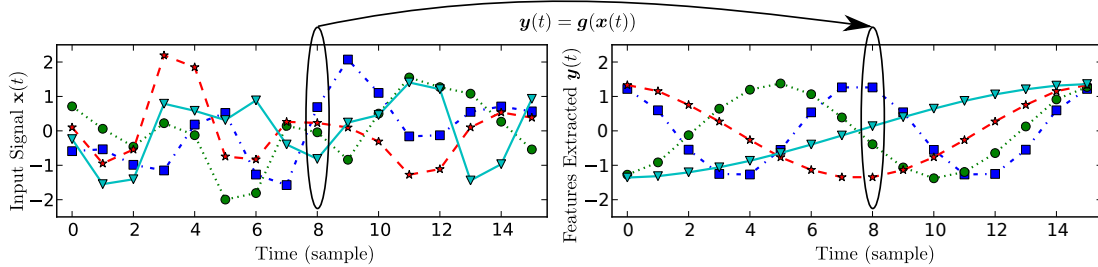 y(t) = g(x(t))
Input Signal x(t)
2
1
0
−1
−2
0 2 4 6 8 10 12 14
Time (sample)
Features Extracted y(t)
2
1
0
−1
−2
0 2 4 6 8 10 12 14
Time (sample)